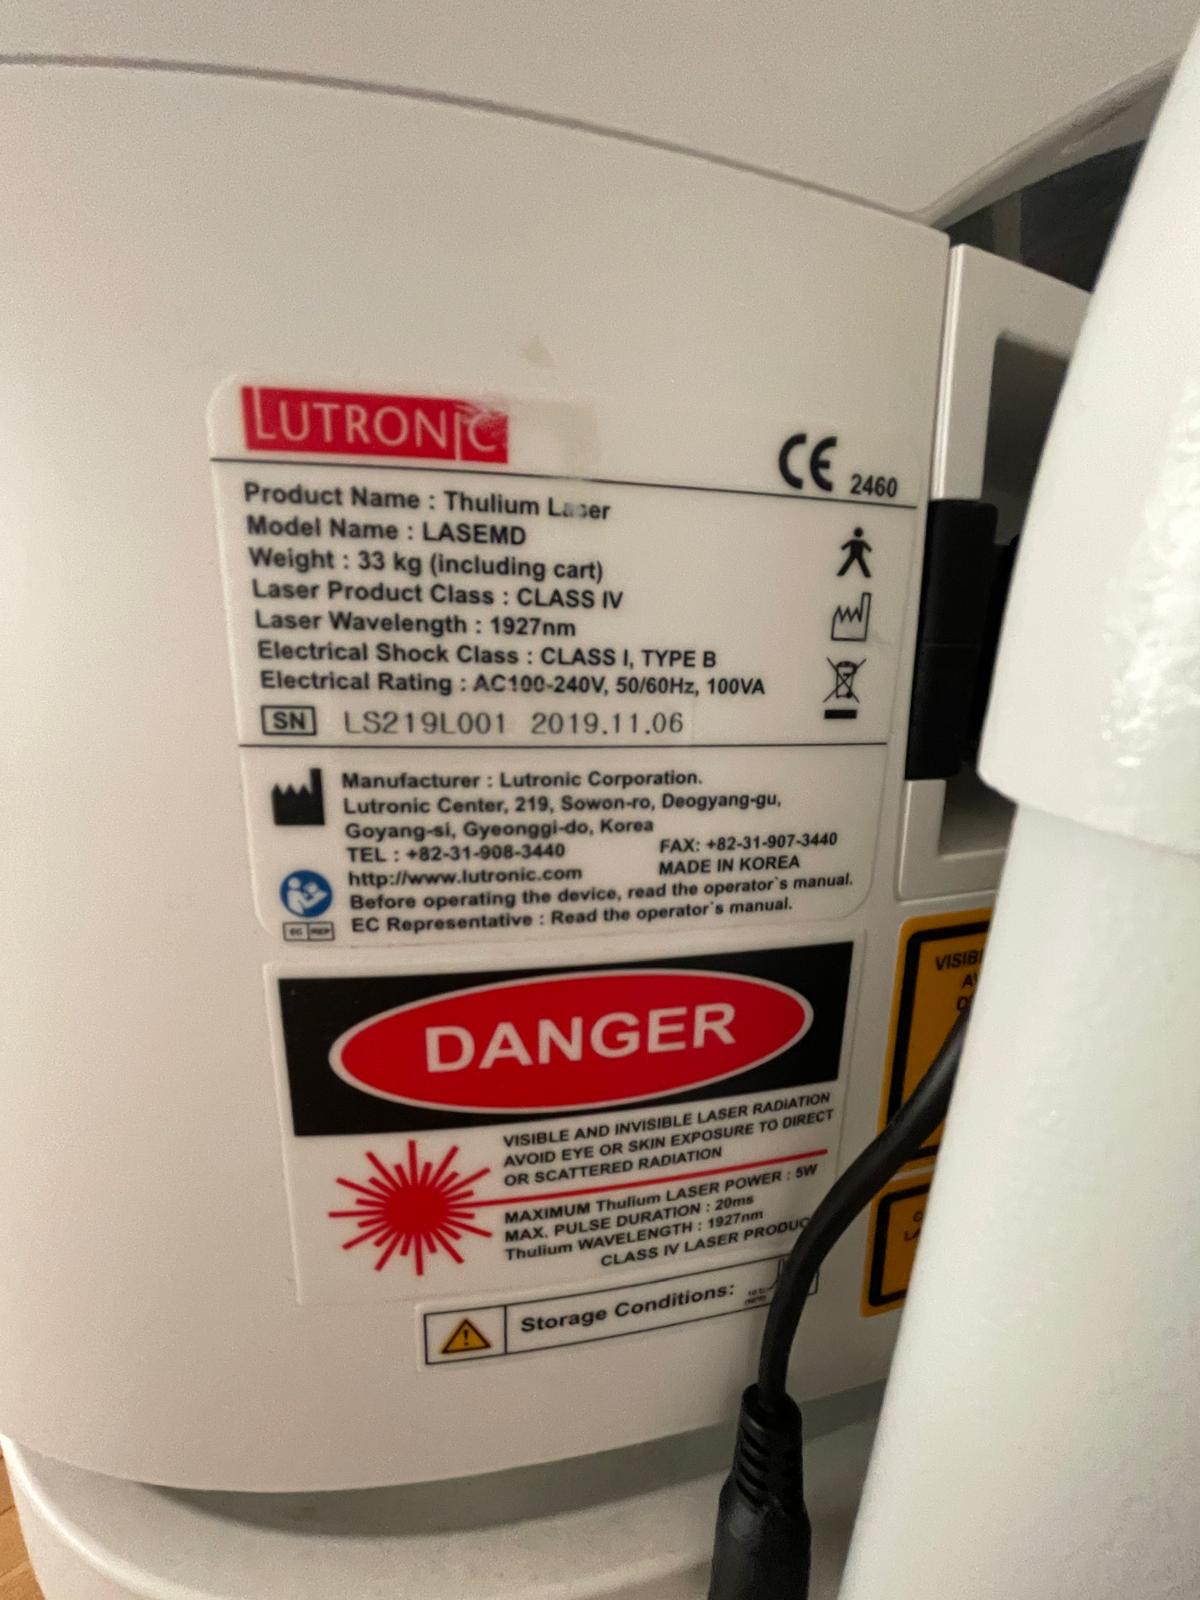 LUTRONIC
CE 2460
Product Name : Thulium Laser
Model Name : LASEMD
Weight : 33 kg (including cart)
Laser Product Class : CLASS IV
Laser Wavelength : 1927nm
Electrical Shock Class : CLASS I, TYPE B
Electrical Rating : AC100-240V, 50/60Hz, 100VA
SN LS219L001 2019.11.06
Manufacturer : Lutronic Corporation.
Lutronic Center, 219, Sowon-ro, Deogyang-gu,
Goyang-si, Gyeonggi-do, Korea
TEL : +82-31-908-3440 FAX: +82-31-907-3440
http://www.lutronic.com MADE IN KOREA
Before operating the device, read the operator`s manual.
EC REP EC Representative : Read the operator`s manual.
DANGER
VISIBLE AND INVISIBLE LASER RADIATION
AVOID EYE OR SKIN EXPOSURE TO DIRECT
OR SCATTERED RADIATION
MAXIMUM Thulium LASER POWER : 5W
MAX. PULSE DURATION : 20ms
Thulium WAVELENGTH : 1927nm
CLASS IV LASER PRODUC
Storage Conditions:
VISIB